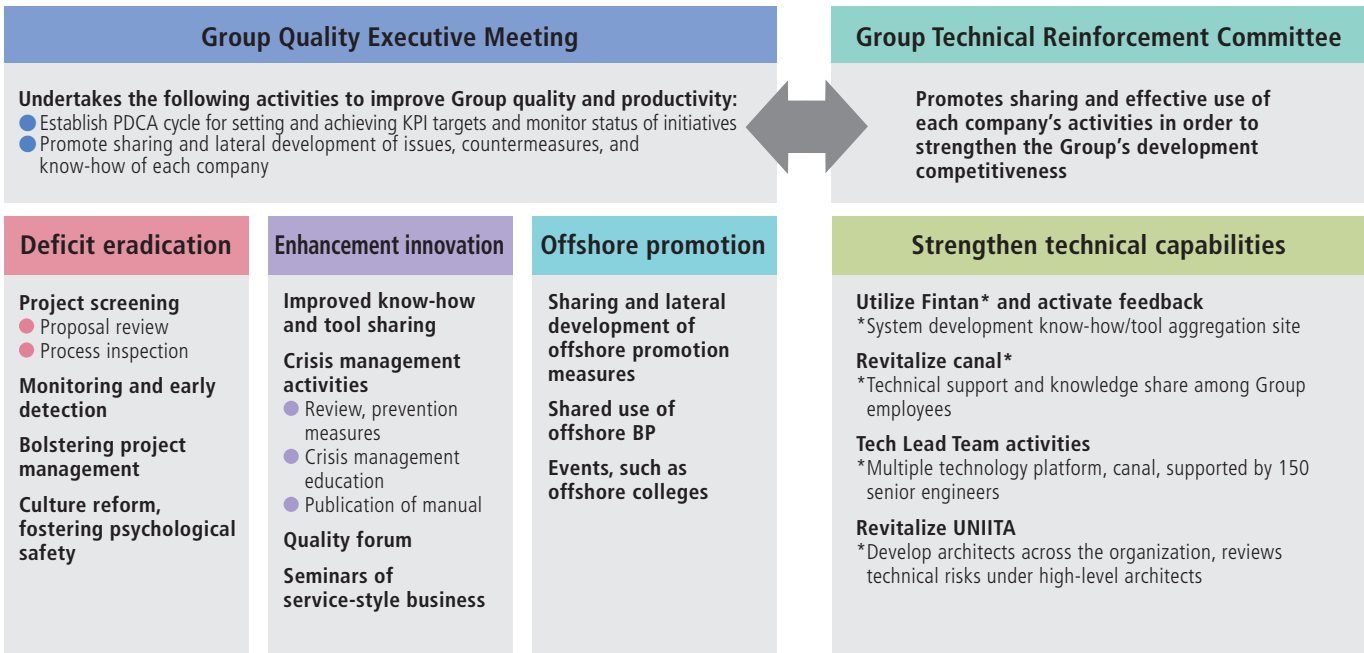 Group Quality Executive Meeting
Undertakes the following activities to improve Group quality and productivity:
● Establish PDCA cycle for setting and achieving KPI targets and monitor status of initiatives
● Promote sharing and lateral development of issues, countermeasures, and
know-how of each company
Group Technical Reinforcement Committee
Promotes sharing and effective use of
each company’s activities in order to
strengthen the Group’s development
competitiveness
Deficit eradication
Project screening
● Proposal review
● Process inspection
Monitoring and early
detection
Bolstering project
management
Culture reform,
fostering psychological
safety
Enhancement innovation
Improved know-how
and tool sharing
Crisis management
activities
● Review, prevention
measures
● Crisis management
education
● Publication of manual
Quality forum
Seminars of
service-style business
Offshore promotion
Sharing and lateral
development of
offshore promotion
measures
Shared use of
offshore BP
Events, such as
offshore colleges
Strengthen technical capabilities
Utilize Fintan* and activate feedback
*System development know-how/tool aggregation site
Revitalize canal*
*Technical support and knowledge share among Group
employees
Tech Lead Team activities
*Multiple technology platform, canal, supported by 150
senior engineers
Revitalize UNIITA
*Develop architects across the organization, reviews
technical risks under high-level architects